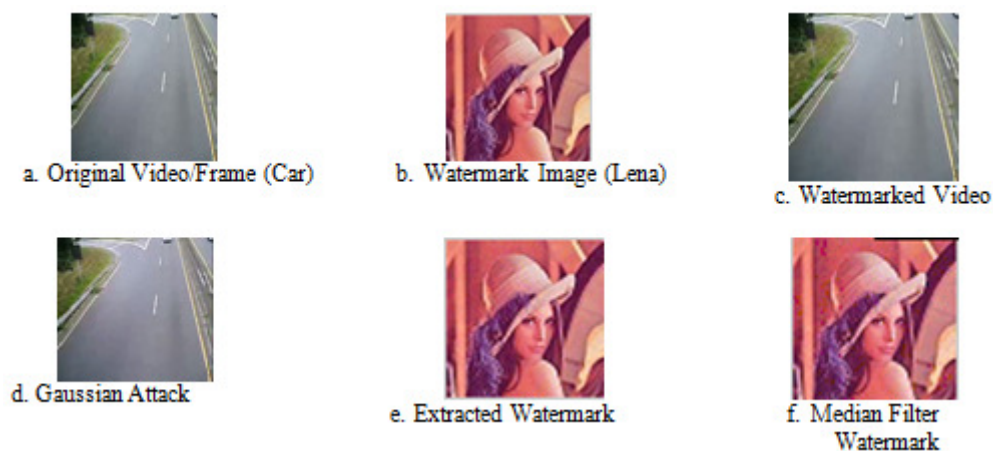 a. Original Video/Frame (Car)
b. Watermark Image (Lena)
c. Watermarked Video
d. Gaussian Attack
e. Extracted Watermark
f. Median Filter
Watermark